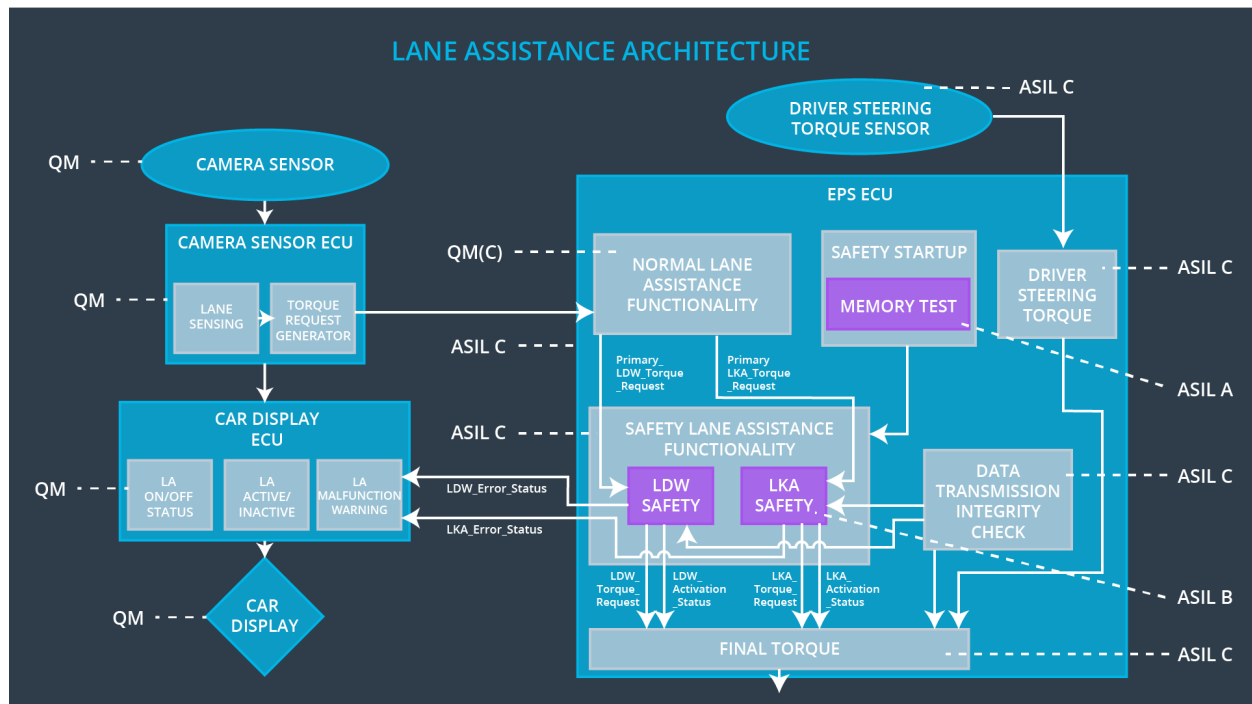 LANE ASSISTANCE ARCHITECTURE
ASIL C
DRIVER STEERING
TORQUE SENSOR
QM
CAMERA SENSOR
EPS ECU
CAMERA SENSOR ECU
QM(C)
NORMAL LANE
ASSISTANCE
FUNCTIONALITY
SAFETY STARTUP
MEMORY TEST
DRIVER
STEERING
TORQUE
ASIL C
QM
LANE
SENSING
TORQUE
REQUEST
GENERATOR
ASIL C
Primary_
LDW_Torque
_Request
Primary
LKA_Torque
_Request
ASIL A
CAR DISPLAY
ECU
ASIL C
SAFETY LANE ASSISTANCE
FUNCTIONALITY
QM
LA
ON/OFF
STATUS
LA
ACTIVE/
INACTIVE
LA
MALFUNCTION
WARNING
LDW_Error_Status
LKA_Error_Status
LDW
SAFETY
LKA
SAFETY
DATA
TRANSMISSION
INTEGRITY
CHECK
ASIL C
LDW_
Torque_
Request
LDW_
Activation
_Status
LKA_
Torque_
Request
LKA_
Activation
_Status
ASIL B
QM
CAR
DISPLAY
FINAL TORQUE
ASIL C